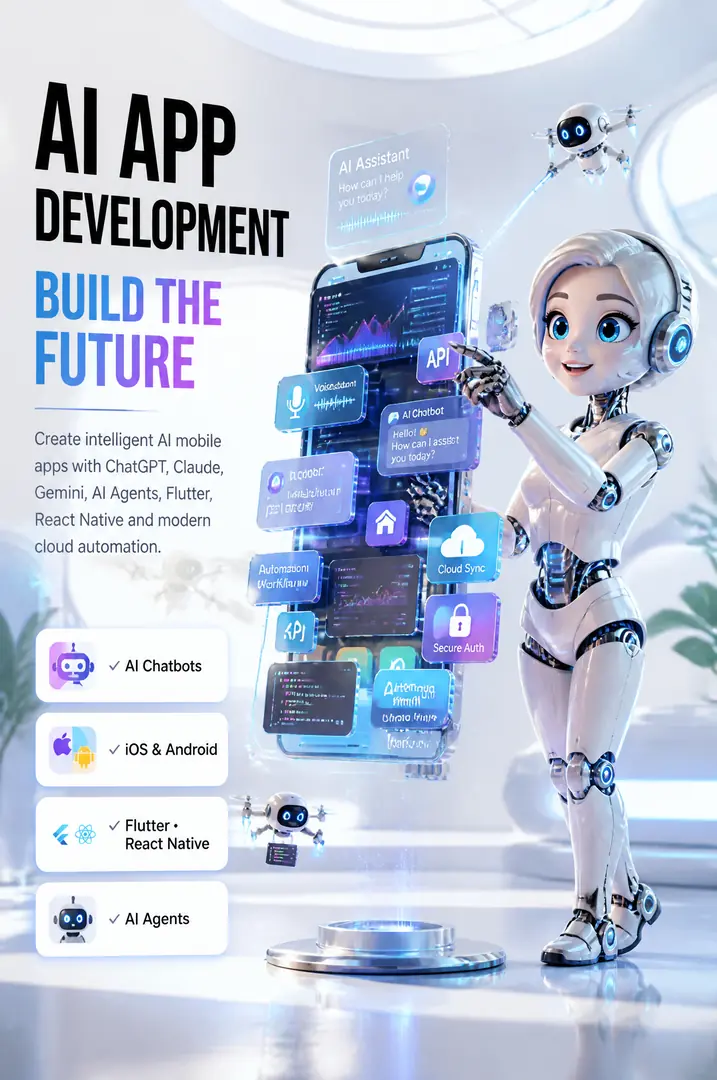 AI APP
DEVELOPMENT
BUILD THE
FUTURE
Create intelligent AI mobile
apps with ChatGPT, Claude,
Gemini, AI Agents, Flutter,
React Native and modern
cloud automation.
AI Chatbots
iOS & Android
Flutter •
React Native
AI Agents
AI Assistant
How can I help
you today?
API
AI Chatbot
Hello! 👋
How can I assist
you today?
Cloud Sync
Secure Auth